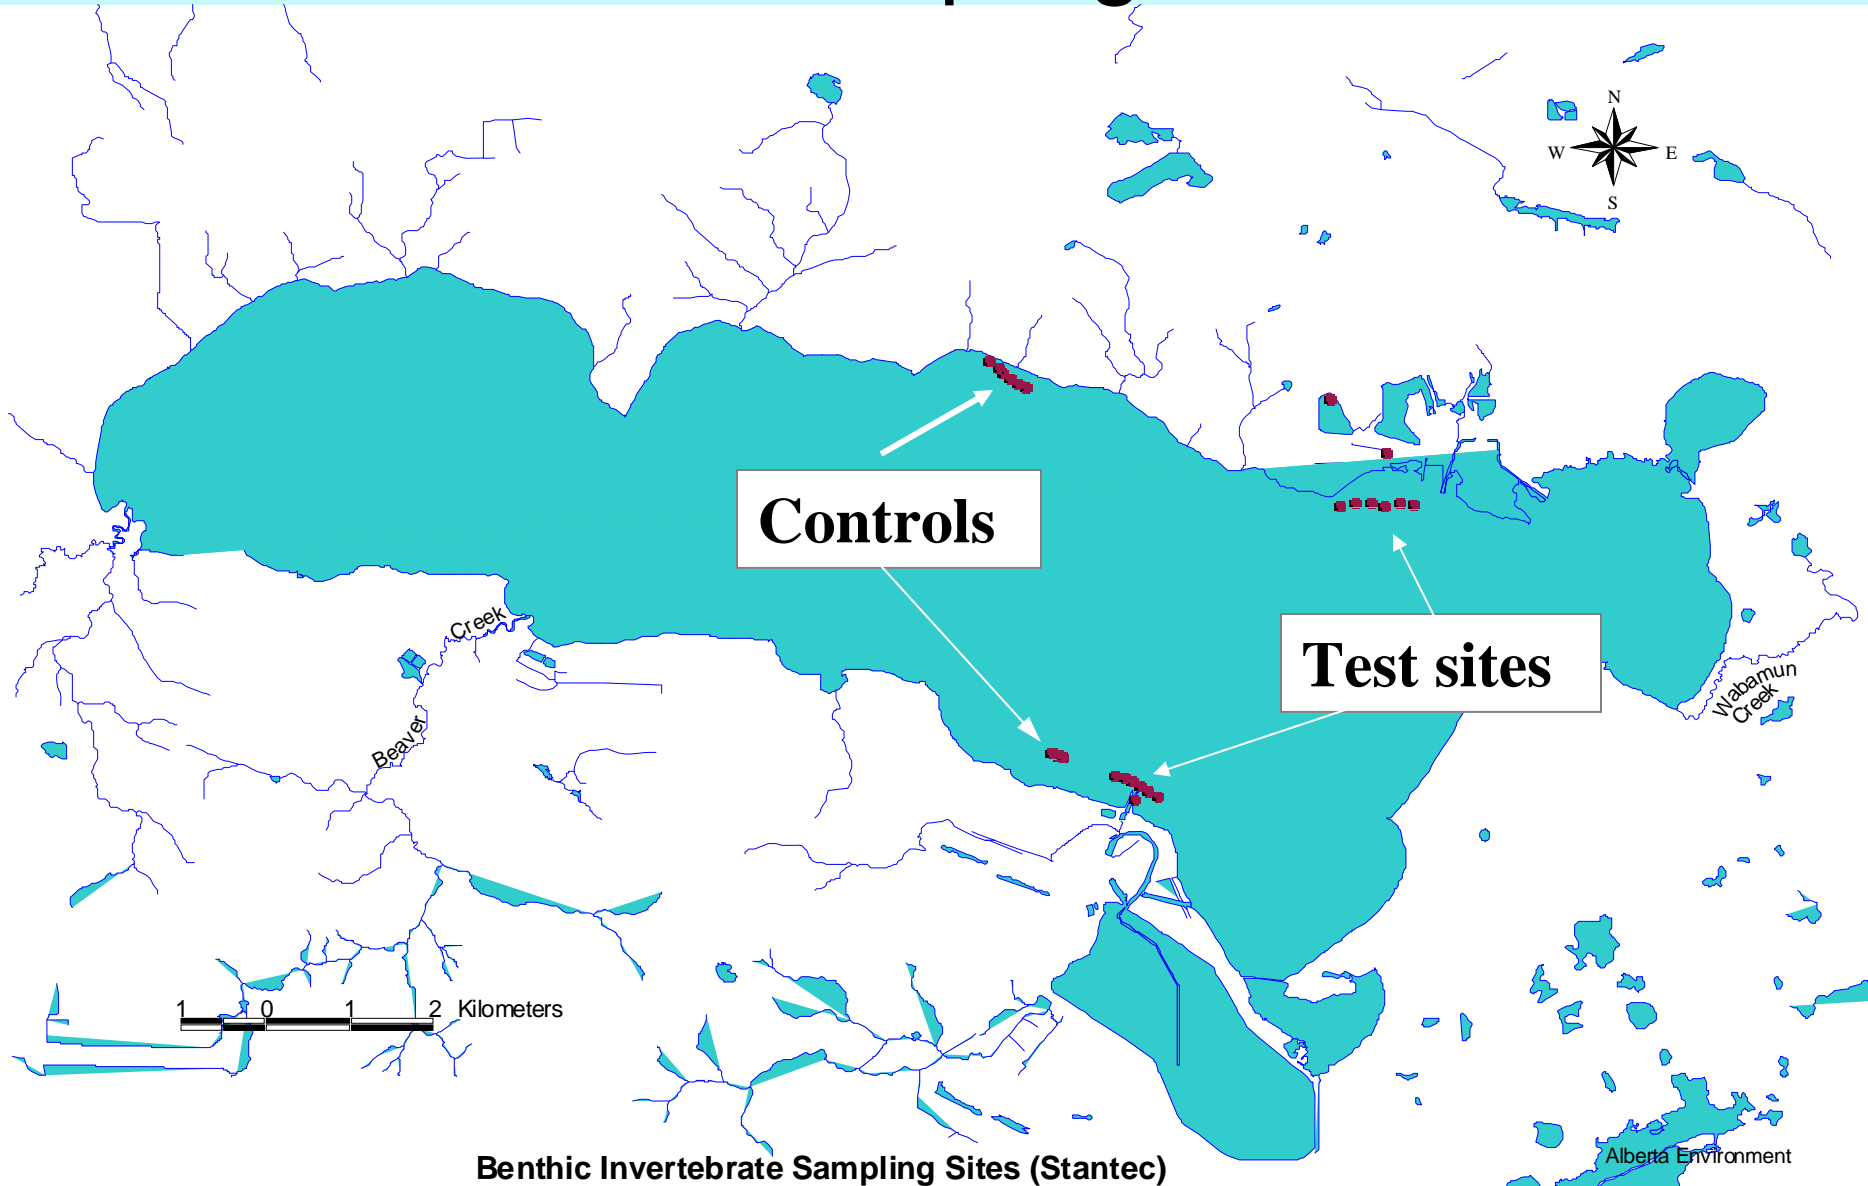 N
W E
S
Controls
Test sites
Creek
Beaver
Wabamun
Creek
1 0 1 2 Kilometers
Benthic Invertebrate Sampling Sites (Stantec)
Alberta Environment